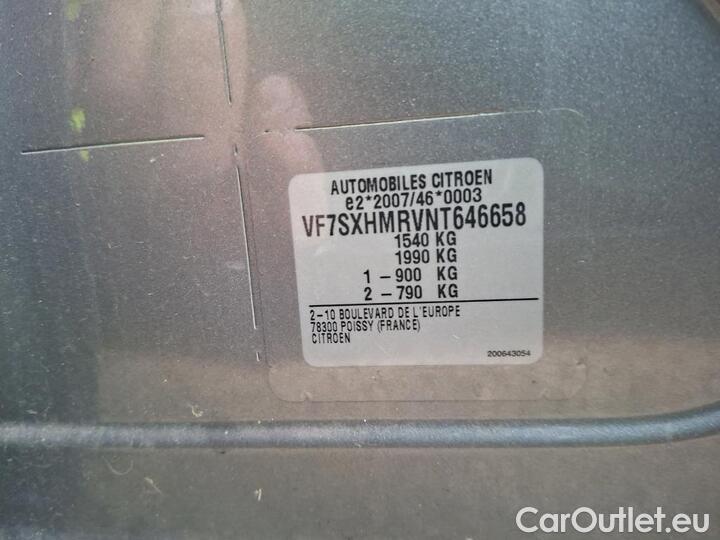 AUTOMOBILES CITROEN
e2*2007/46*0003
VF7SXHMRVNT646658
1540 KG
1990 KG
1 – 900 KG
2 – 790 KG
2–10 BOULEVARD DE L'EUROPE
78300 POISSY (FRANCE)
CITROEN
200643054
CarOutlet.eu